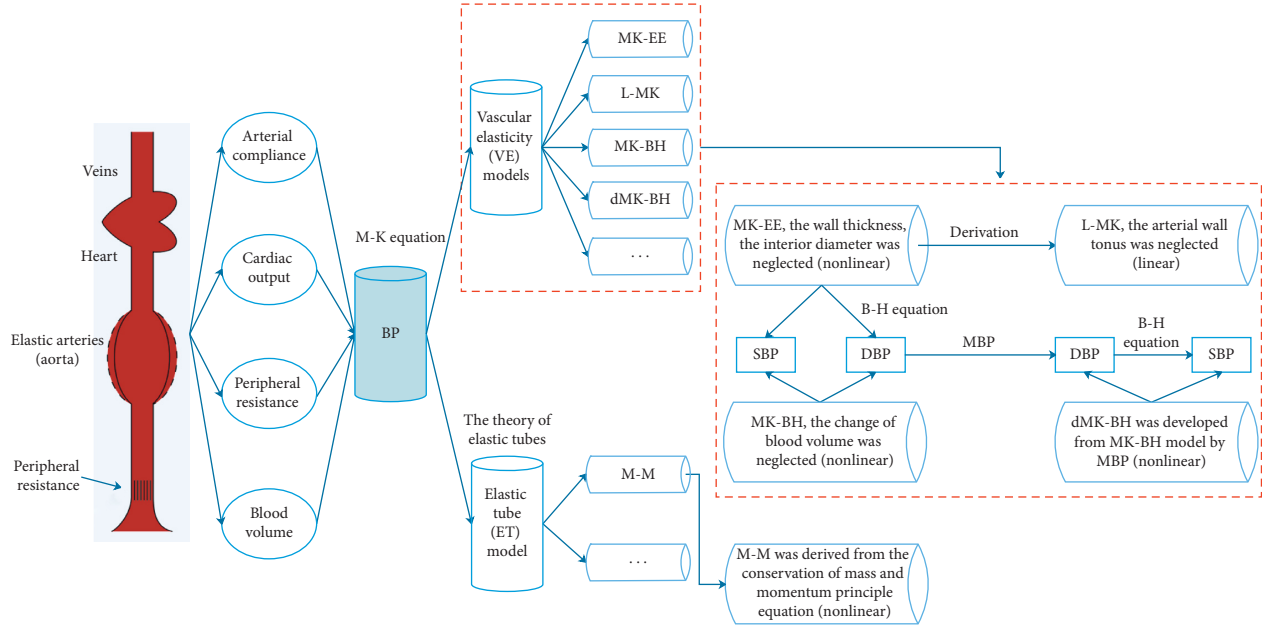 Veins
Heart
Elastic arteries
(aorta)
Peripheral
resistance
Arterial
compliance
Cardiac
output
Peripheral
resistance
Blood
volume
M-K equation
BP
Vascular
elasticity
(VE)
models
MK-EE
L-MK
MK-BH
dMK-BH
...
The theory of
elastic tubes
Elastic
tube
(ET)
model
M-M
...
MK-EE, the wall thickness,
the interior diameter was
neglected (nonlinear)
Derivation
L-MK, the arterial wall
tonus was neglected
(linear)
B-H equation
SBP
DBP
MBP
DBP
B-H
equation
SBP
MK-BH, the change of
blood volume was
neglected (nonlinear)
dMK-BH was developed
from MK-BH model by
MBP (nonlinear)
M-M was derived from the
conservation of mass and
momentum principle
equation (nonlinear)